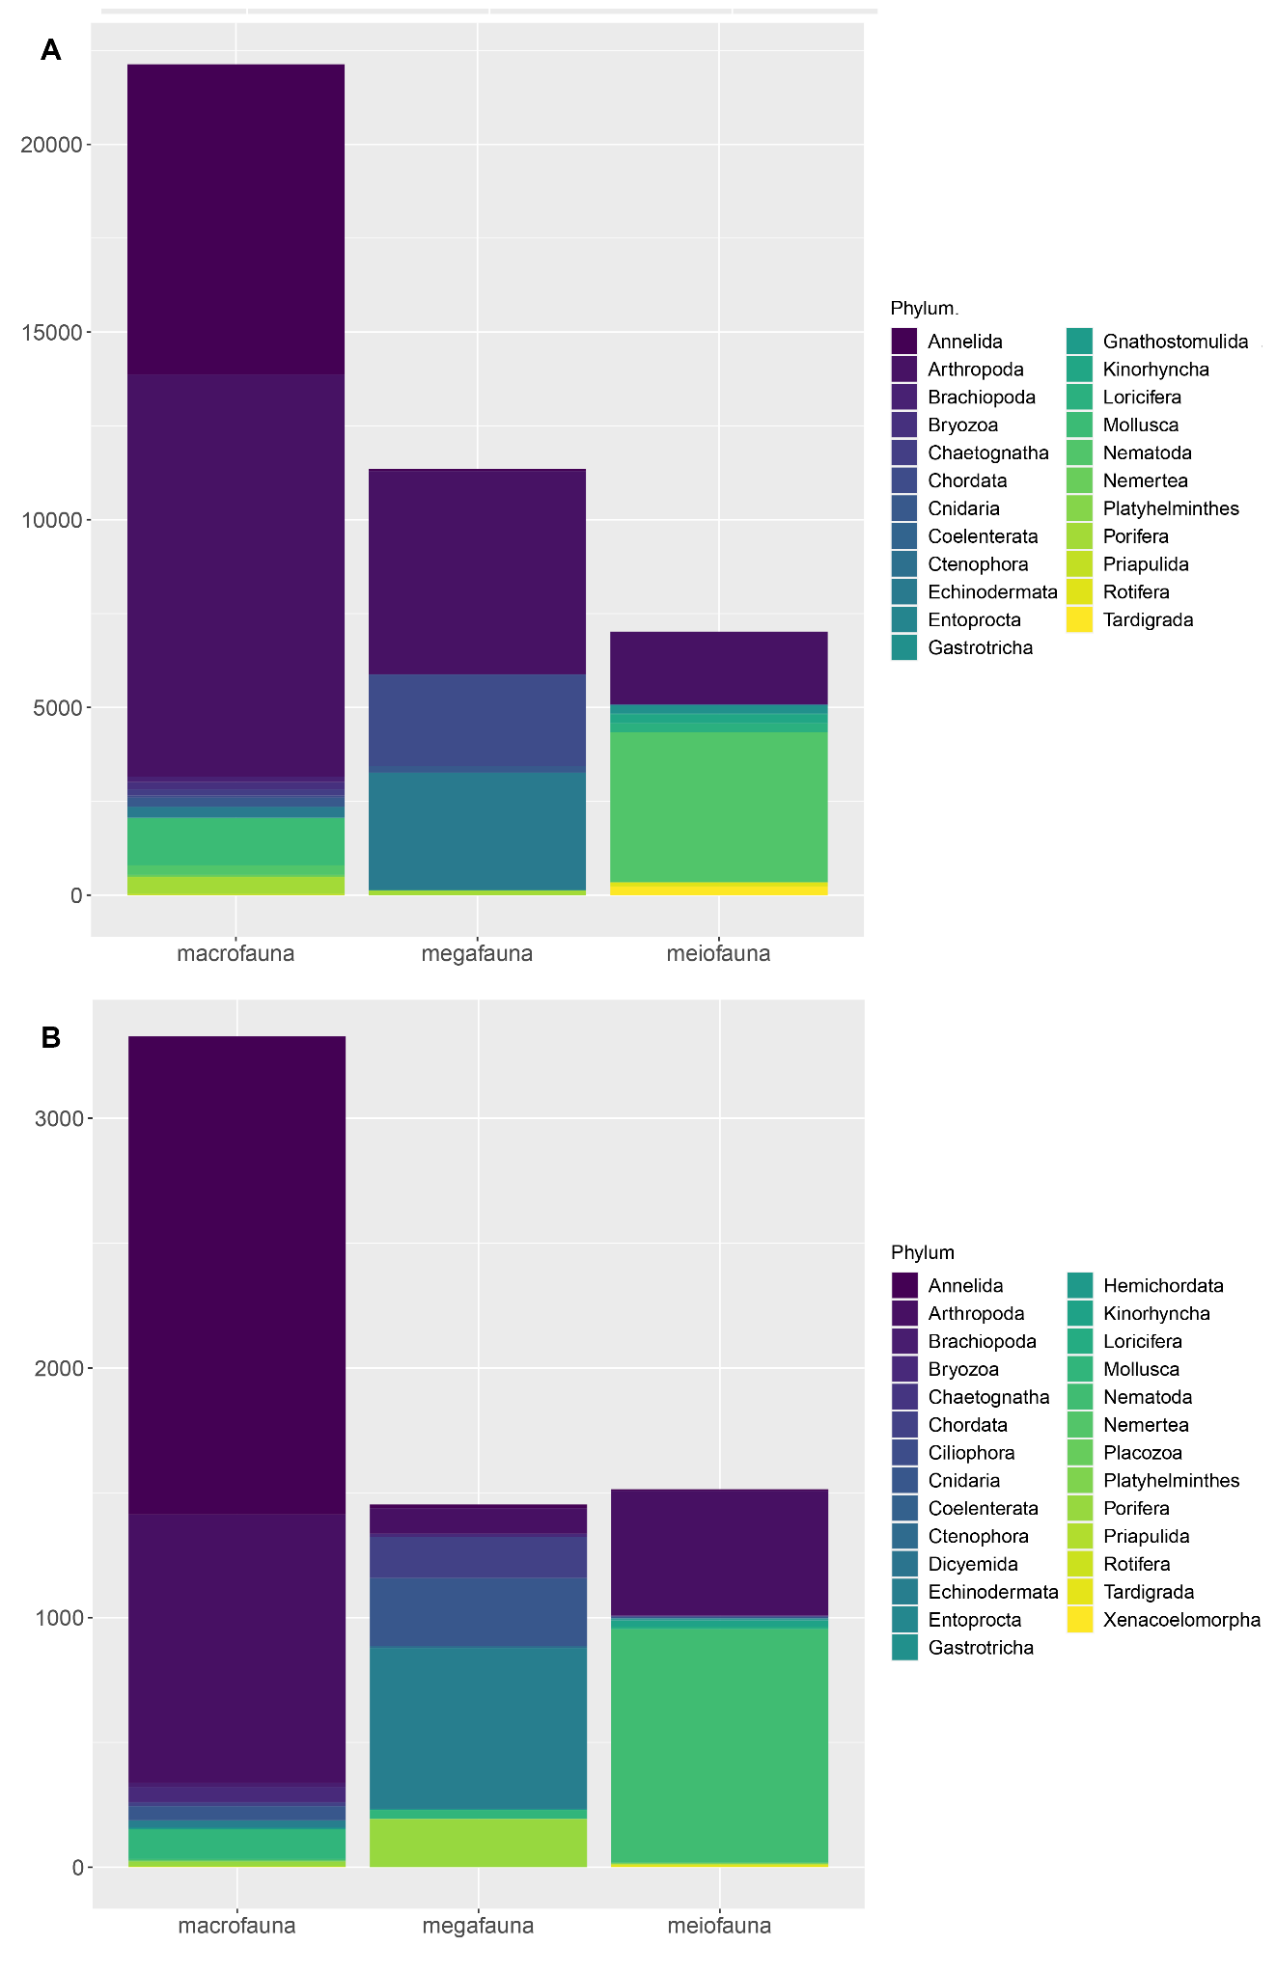 A
20000
15000
10000
5000
0
macrofauna megafauna meiofauna
Phylum.
Annelida Gnathostomulida
Arthropoda Kinorhyncha
Brachiopoda Loricifera
Bryozoa Mollusca
Chaetognatha Nematoda
Chordata Nemertea
Cnidaria Platyhelminthes
Coelenterata Porifera
Ctenophora Priapulida
Echinodermata Rotifera
Entoprocta Tardigrada
Gastrotricha
B
3000
2000
1000
0
macrofauna megafauna meiofauna
Phylum
Annelida Hemichordata
Arthropoda Kinorhyncha
Brachiopoda Loricifera
Bryozoa Mollusca
Chaetognatha Nematoda
Chordata Nemertea
Ciliophora Placozoa
Cnidaria Platyhelminthes
Coelenterata Porifera
Ctenophora Priapulida
Dicyemida Rotifera
Echinodermata Tardigrada
Entoprocta Xenacoelomorpha
Gastrotricha